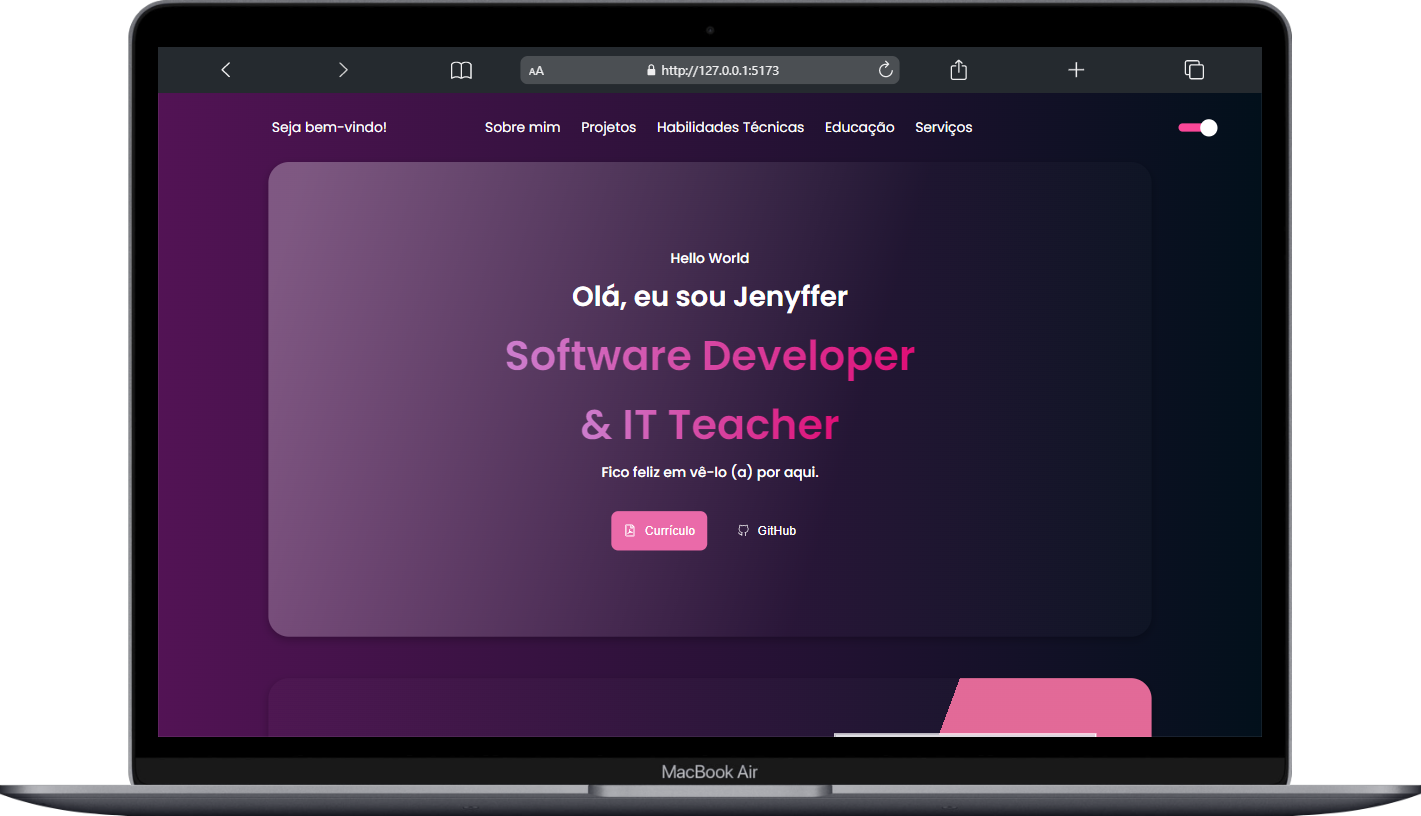 AA http://127.0.0.1:5173
Seja bem-vindo! Sobre mim Projetos Habilidades Técnicas Educação Serviços
Hello World
Olá, eu sou Jenyffer
Software Developer
& IT Teacher
Fico feliz em vê-lo (a) por aqui.
Currículo GitHub
MacBook Air